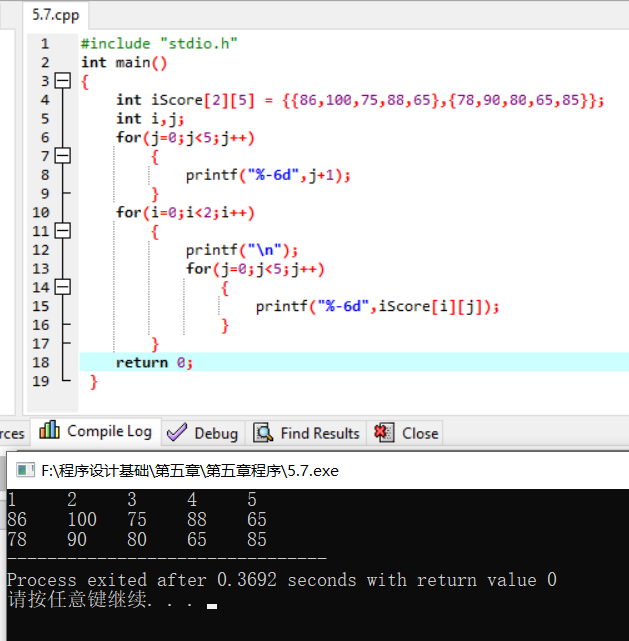 5.7.cpp
1 #include "stdio.h"
2 int main()
3 {
4 int iScore[2][5] = {{86,100,75,88,65},{78,90,80,65,85}};
5 int i,j;
6 for(j=0;j<5;j++)
7 {
8 printf("%-6d",j+1);
9 }
10 for(i=0;i<2;i++)
11 {
12 printf("\n");
13 for(j=0;j<5;j++)
14 {
15 printf("%-6d",iScore[i][j]);
16 }
17 }
18 return 0;
19 }
rces Compile Log Debug Find Results Close
F:\程序设计基础\第五章\第五章程序\5.7.exe
1 2 3 4 5
86 100 75 88 65
78 90 80 65 85
--------------------------------
Process exited after 0.3692 seconds with return value 0
请按任意键继续. . .